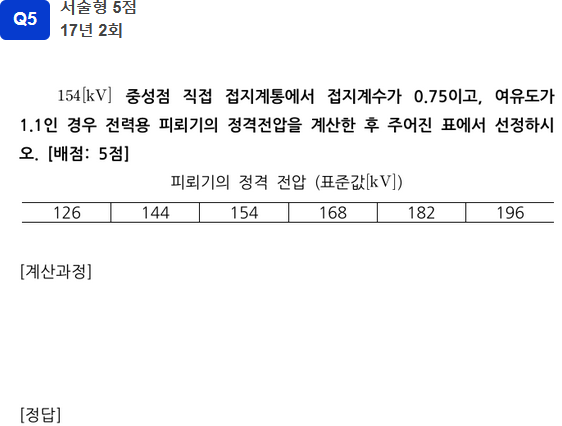 Q5
서술형 5점
17년 2회
154[kV] 중성점 직접 접지계통에서 접지계수가 0.75이고, 여유도가
1.1인 경우 전력용 피뢰기의 정격전압을 계산한 후 주어진 표에서 선정하시
오. [배점: 5점]
피뢰기의 정격 전압 (표준값[kV])
126 144 154 168 182 196
[계산과정]
[정답]